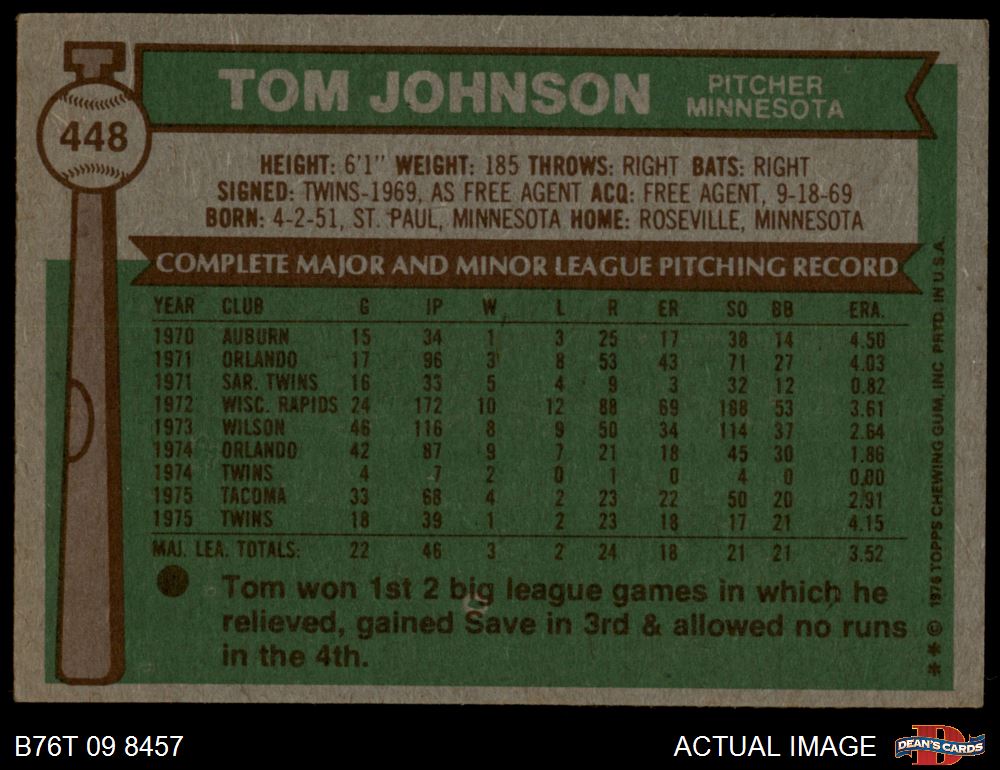 TOM JOHNSON
PITCHER
MINNESOTA
448
HEIGHT: 6'1" WEIGHT: 185 THROWS: RIGHT BATS: RIGHT
SIGNED: TWINS-1969, AS FREE AGENT ACQ: FREE AGENT, 9-18-69
BORN: 4-2-51, ST. PAUL, MINNESOTA HOME: ROSEVILLE, MINNESOTA
COMPLETE MAJOR AND MINOR LEAGUE PITCHING RECORD
YEAR CLUB G IP W L R ER SO BB ERA.
1970 AUBURN 15 34 1 3 25 17 38 14 4.50
1971 ORLANDO 17 96 3 8 53 43 71 27 4.03
1971 SAR. TWINS 16 33 5 4 9 3 32 12 0.82
1972 WISC. RAPIDS 24 172 10 12 88 69 188 53 3.61
1973 WILSON 46 116 8 9 50 34 114 37 2.64
1974 ORLANDO 42 87 9 7 21 18 45 30 1.86
1974 TWINS 4 7 2 0 1 0 4 0 0.00
1975 TACOMA 33 68 4 2 23 22 50 20 2.91
1975 TWINS 18 39 1 2 23 18 17 21 4.15
MAJ. LEA. TOTALS: 22 46 3 2 24 18 21 21 3.52
Tom won 1st 2 big league games in which he
relieved, gained Save in 3rd & allowed no runs
in the 4th.
* * © 1976 TOPPS CHEWING GUM, INC PRTD. IN U.S.A.
B76T 09 8457
ACTUAL IMAGE
DEAN'S CARDS